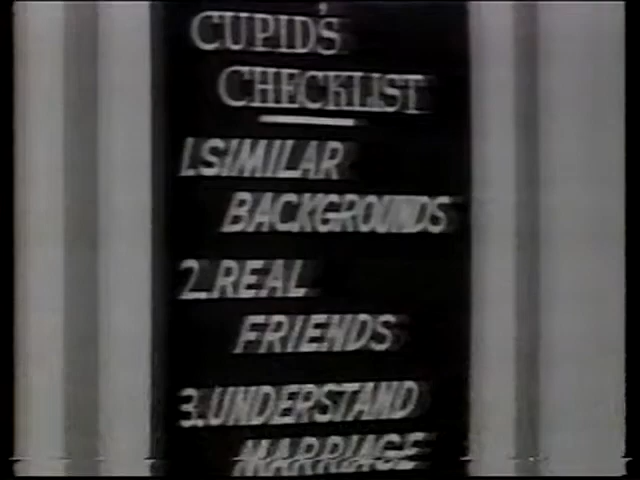 CUPID'S
CHECKLIST
1. SIMILAR
BACKGROUNDS
2. REAL
FRIENDS
3. UNDERSTAND
MARRIAGE